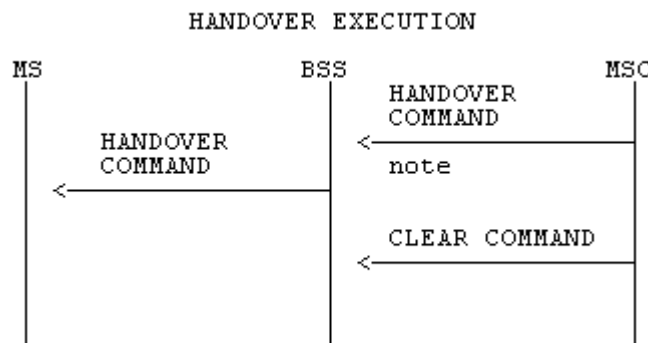 HANDOVER EXECUTION
MS BSS MSC
HANDOVER
COMMAND
HANDOVER
COMMAND
note
CLEAR COMMAND